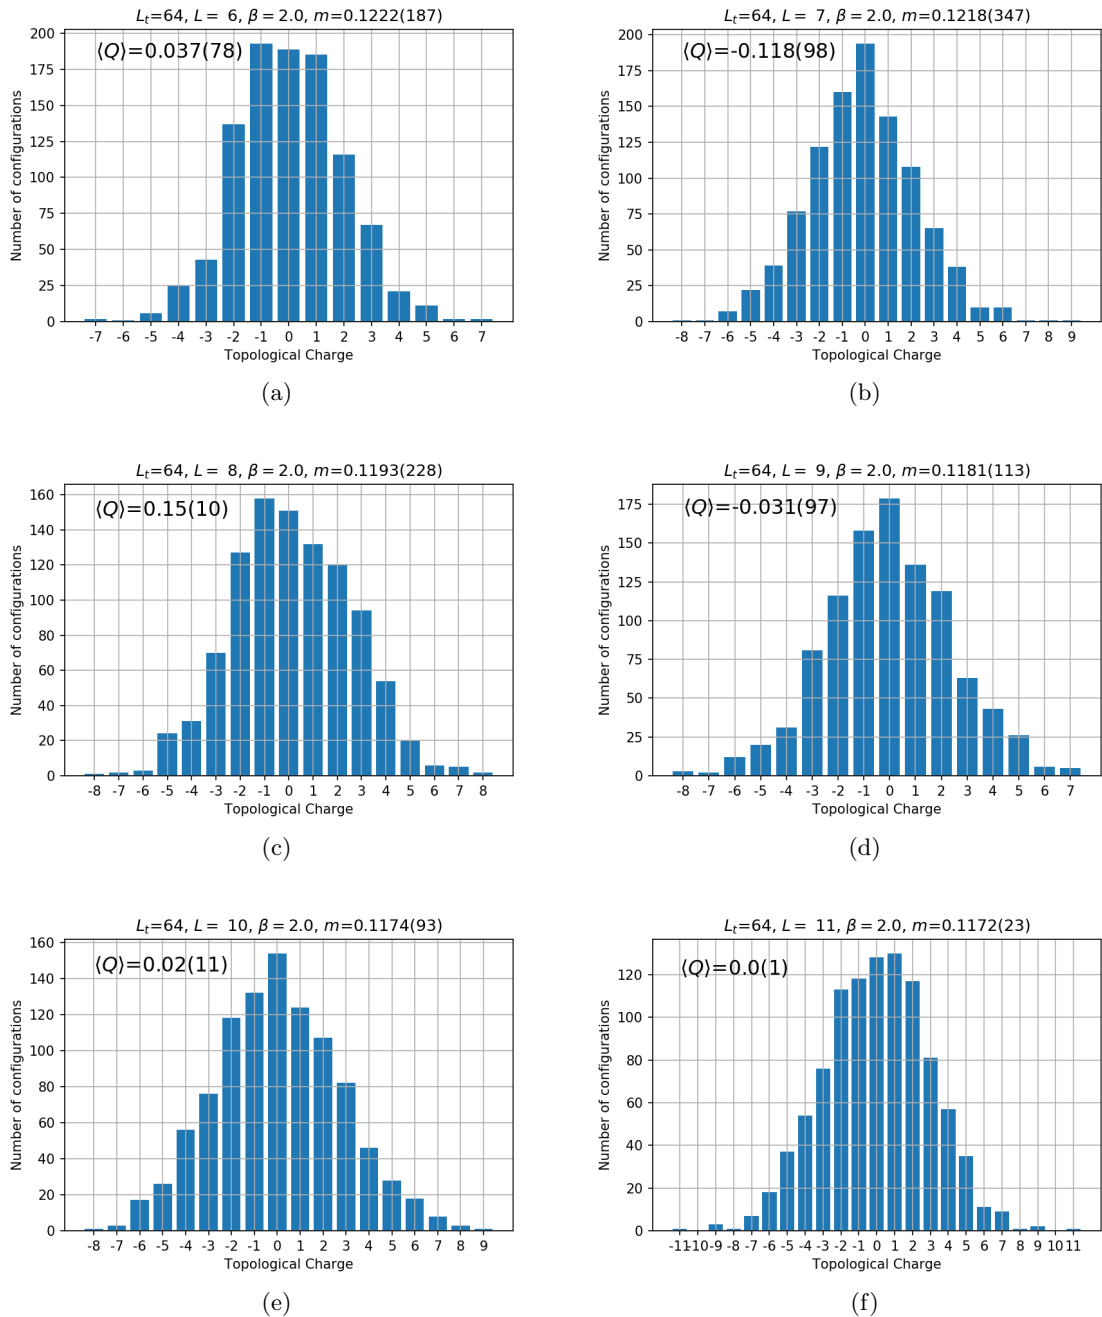 L_t=64, L= 6, β=2.0, m=0.1222(187)
⟨Q⟩=0.037(78)
Number of configurations
200
175
150
125
100
75
50
25
0
-7 -6 -5 -4 -3 -2 -1 0 1 2 3 4 5 6 7
Topological Charge
(a)
L_t=64, L= 7, β=2.0, m=0.1218(347)
⟨Q⟩=-0.118(98)
Number of configurations
200
175
150
125
100
75
50
25
0
-8 -7 -6 -5 -4 -3 -2 -1 0 1 2 3 4 5 6 7 8 9
Topological Charge
(b)
L_t=64, L= 8, β=2.0, m=0.1193(228)
⟨Q⟩=0.15(10)
Number of configurations
160
140
120
100
80
60
40
20
0
-8 -7 -6 -5 -4 -3 -2 -1 0 1 2 3 4 5 6 7 8
Topological Charge
(c)
L_t=64, L= 9, β=2.0, m=0.1181(113)
⟨Q⟩=-0.031(97)
Number of configurations
175
150
125
100
75
50
25
0
-8 -7 -6 -5 -4 -3 -2 -1 0 1 2 3 4 5 6 7
Topological Charge
(d)
L_t=64, L= 10, β=2.0, m=0.1174(93)
⟨Q⟩=0.02(11)
Number of configurations
160
140
120
100
80
60
40
20
0
-8 -7 -6 -5 -4 -3 -2 -1 0 1 2 3 4 5 6 7 8 9
Topological Charge
(e)
L_t=64, L= 11, β=2.0, m=0.1172(23)
⟨Q⟩=0.0(1)
Number of configurations
120
100
80
60
40
20
0
-11 -10 -9 -8 -7 -6 -5 -4 -3 -2 -1 0 1 2 3 4 5 6 7 8 9 10 11
Topological Charge
(f)